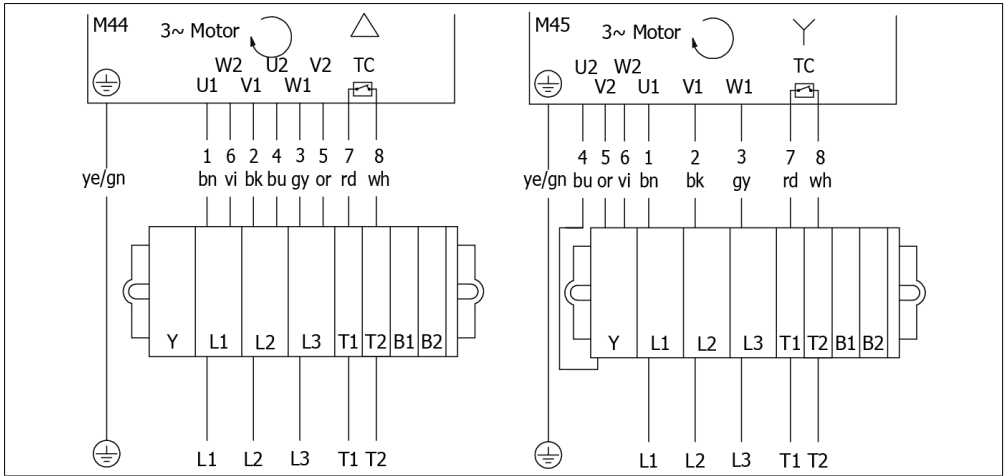 M44 3~ Motor
W2 U2 V2 TC
U1 V1 W1
1 6 2 4 3 5 7 8
ye/gn bn vi bk bu gy or rd wh
Y L1 L2 L3 T1 T2 B1 B2
L1 L2 L3 T1 T2
M45 3~ Motor
U2 W2 TC
V2 U1 V1 W1
4 5 6 1 2 3 7 8
ye/gn bu or vi bn bk gy rd wh
Y L1 L2 L3 T1 T2 B1 B2
L1 L2 L3 T1 T2